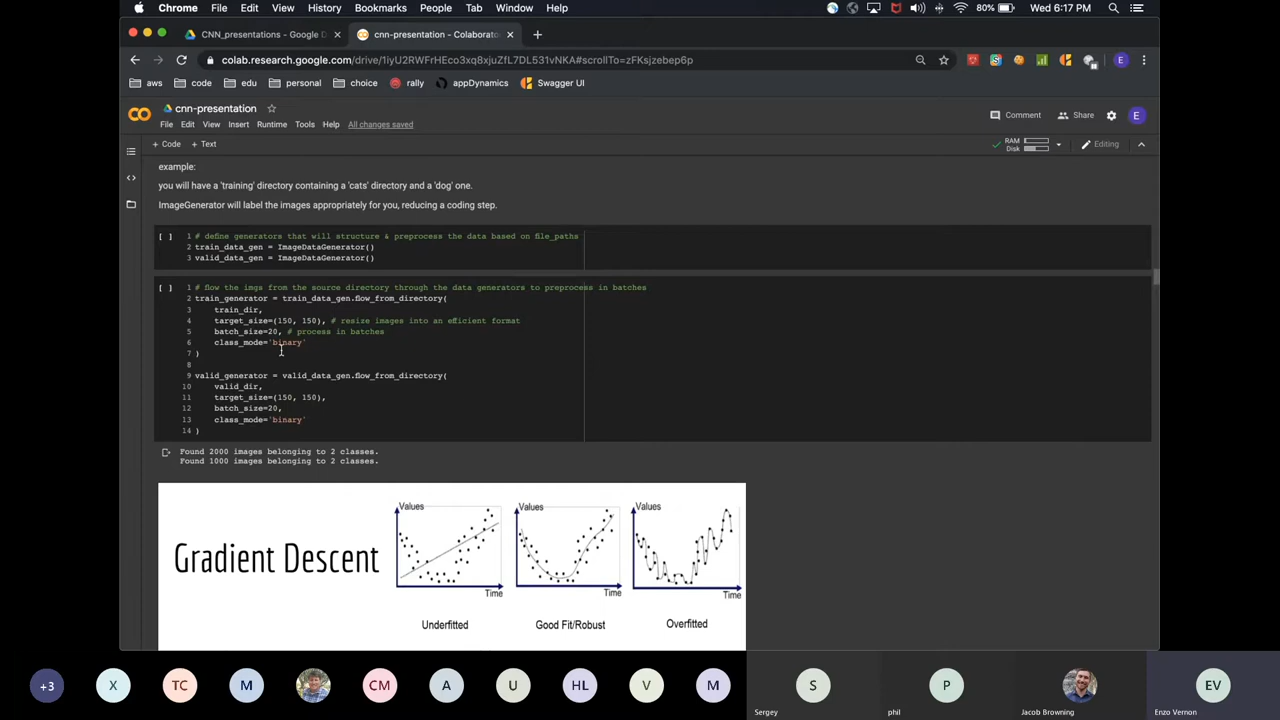 Chrome File Edit View History Bookmarks People Tab Window Help 80% Wed 6:17 PM
CNN_presentations - Google D cnn-presentation - Colaborato
colab.research.google.com/drive/1iyU2RWFrHEco3xq8xjuZfL7DL531vNKA#scrollTo=zFKsjzebep6p E
aws code edu personal choice rally appDynamics Swagger UI
CO cnn-presentation Comment Share E
File Edit View Insert Runtime Tools Help All changes saved
+ Code + Text RAM Disk Editing
example:
you will have a 'training' directory containing a 'cats' directory and a 'dog' one.
ImageGenerator will label the images appropriately for you, reducing a coding step.
[ ] 1 # define generators that will structure & preprocess the data based on file_paths
2 train_data_gen = ImageDataGenerator()
3 valid_data_gen = ImageDataGenerator()
[ ] 1 # flow the imgs from the source directory through the data generators to preprocess in batches
2 train_generator = train_data_gen.flow_from_directory(
3 train_dir,
4 target_size=(150, 150), # resize images into an efficient format
5 batch_size=20, # process in batches
6 class_mode='binary'
7 )
8
9 valid_generator = valid_data_gen.flow_from_directory(
10 valid_dir,
11 target_size=(150, 150),
12 batch_size=20,
13 class_mode='binary'
14 )
Found 2000 images belonging to 2 classes.
Found 1000 images belonging to 2 classes.
Gradient Descent
Values Values Values
Time Time Time
Underfitted Good Fit/Robust Overfitted
+3 X TC M CM A U HL V M S P EV
Sergey phil Jacob Browning Enzo Vernon